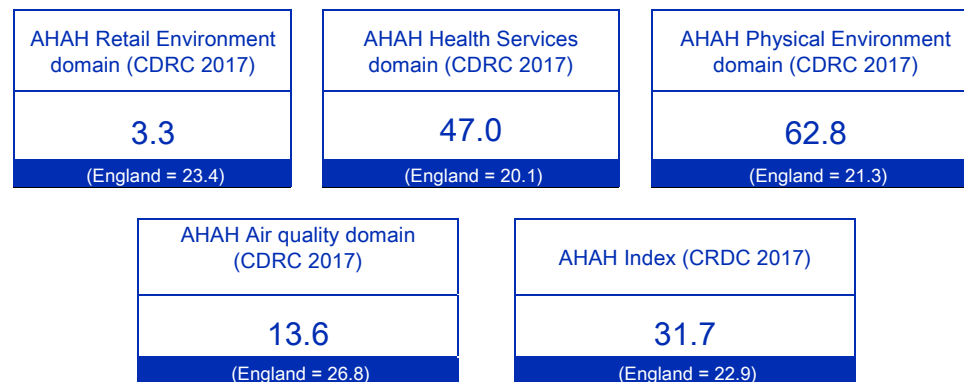 AHAH Retail Environment
domain (CDRC 2017)
3.3
(England = 23.4)
AHAH Health Services
domain (CDRC 2017)
47.0
(England = 20.1)
AHAH Physical Environment
domain (CDRC 2017)
62.8
(England = 21.3)
AHAH Air quality domain
(CDRC 2017)
13.6
(England = 26.8)
AHAH Index (CRDC 2017)
31.7
(England = 22.9)